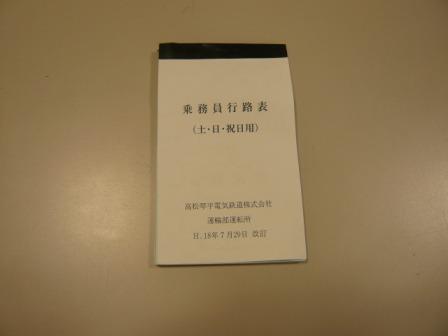 乗務員行路表
(土・日・祝日用)
高松琴平電気鉄道株式会社
運輸部運転所
H.18年7月29日 改訂